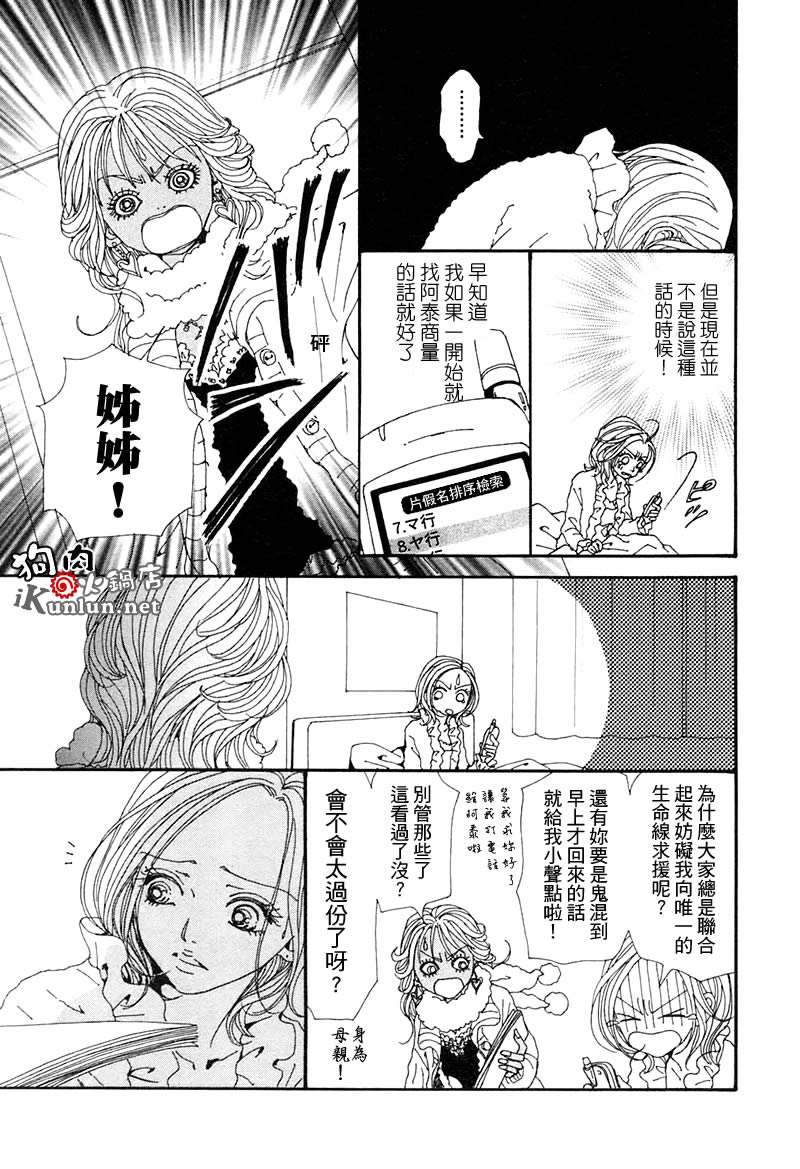 ………
但是現在並
不是說這種
話的時候！
ピッ
早知道
我如果一開始就
找阿泰商量
的話就好了
片假名排序檢索
7.マ行
8.ヤ行
砰
姊姊！
狗肉
火鍋店
iKunlun.net
為什麼大家總是聯合
起來妨礙我向唯一的
生命線求援呢？
還有妳要是鬼混到
早上才回來的話
就給我小聲點啦！
算我求妳好了
讓我打電話
給阿泰啦
別管那些了
這看過了沒？
會不會太過份了呀？
身為
母親！